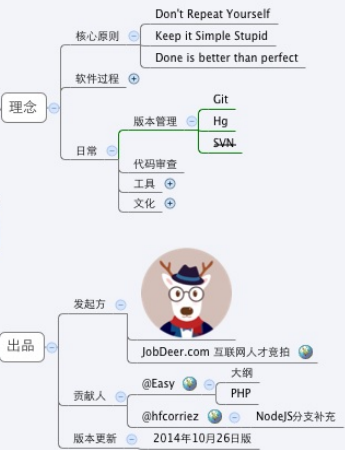 理念
核心原则
Don't Repeat Yourself
Keep it Simple Stupid
Done is better than perfect
软件过程
日常
版本管理
Git
Hg
SVN
代码审查
工具
文化
出品
发起方
JobDeer.com 互联网人才竞拍
贡献人
@Easy
大纲
PHP
@hfcorriez
NodeJS分支补充
版本更新
2014年10月26日版